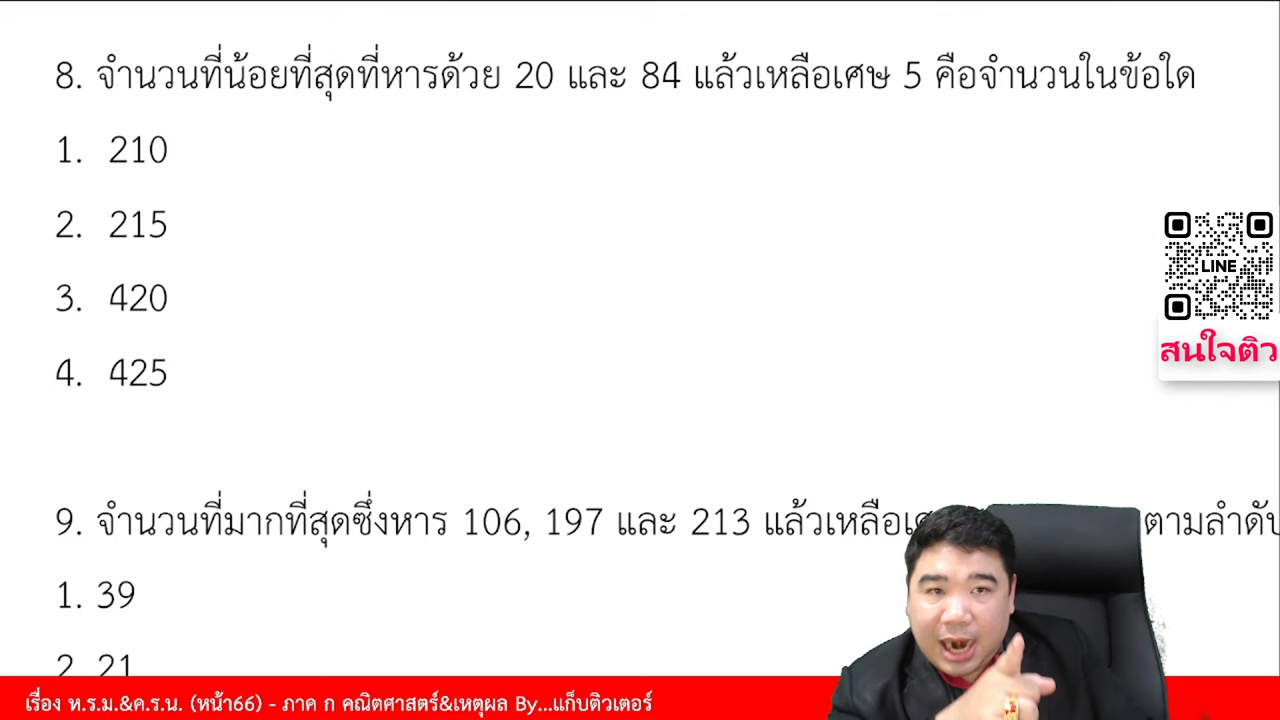 8. จำนวนที่น้อยที่สุดที่หารด้วย 20 และ 84 แล้วเหลือเศษ 5 คือจำนวนในข้อใด
1. 210
2. 215
3. 420
4. 425
LINE
สนใจติว
9. จำนวนที่มากที่สุดซึ่งหาร 106, 197 และ 213 แล้วเหลือ ตามลำดับ
1. 39
2. 21
เรื่อง ห.ร.ม.&ค.ร.น. (หน้า66) - ภาค ก คณิตศาสตร์&เหตุผล By...แก็บติวเตอร์